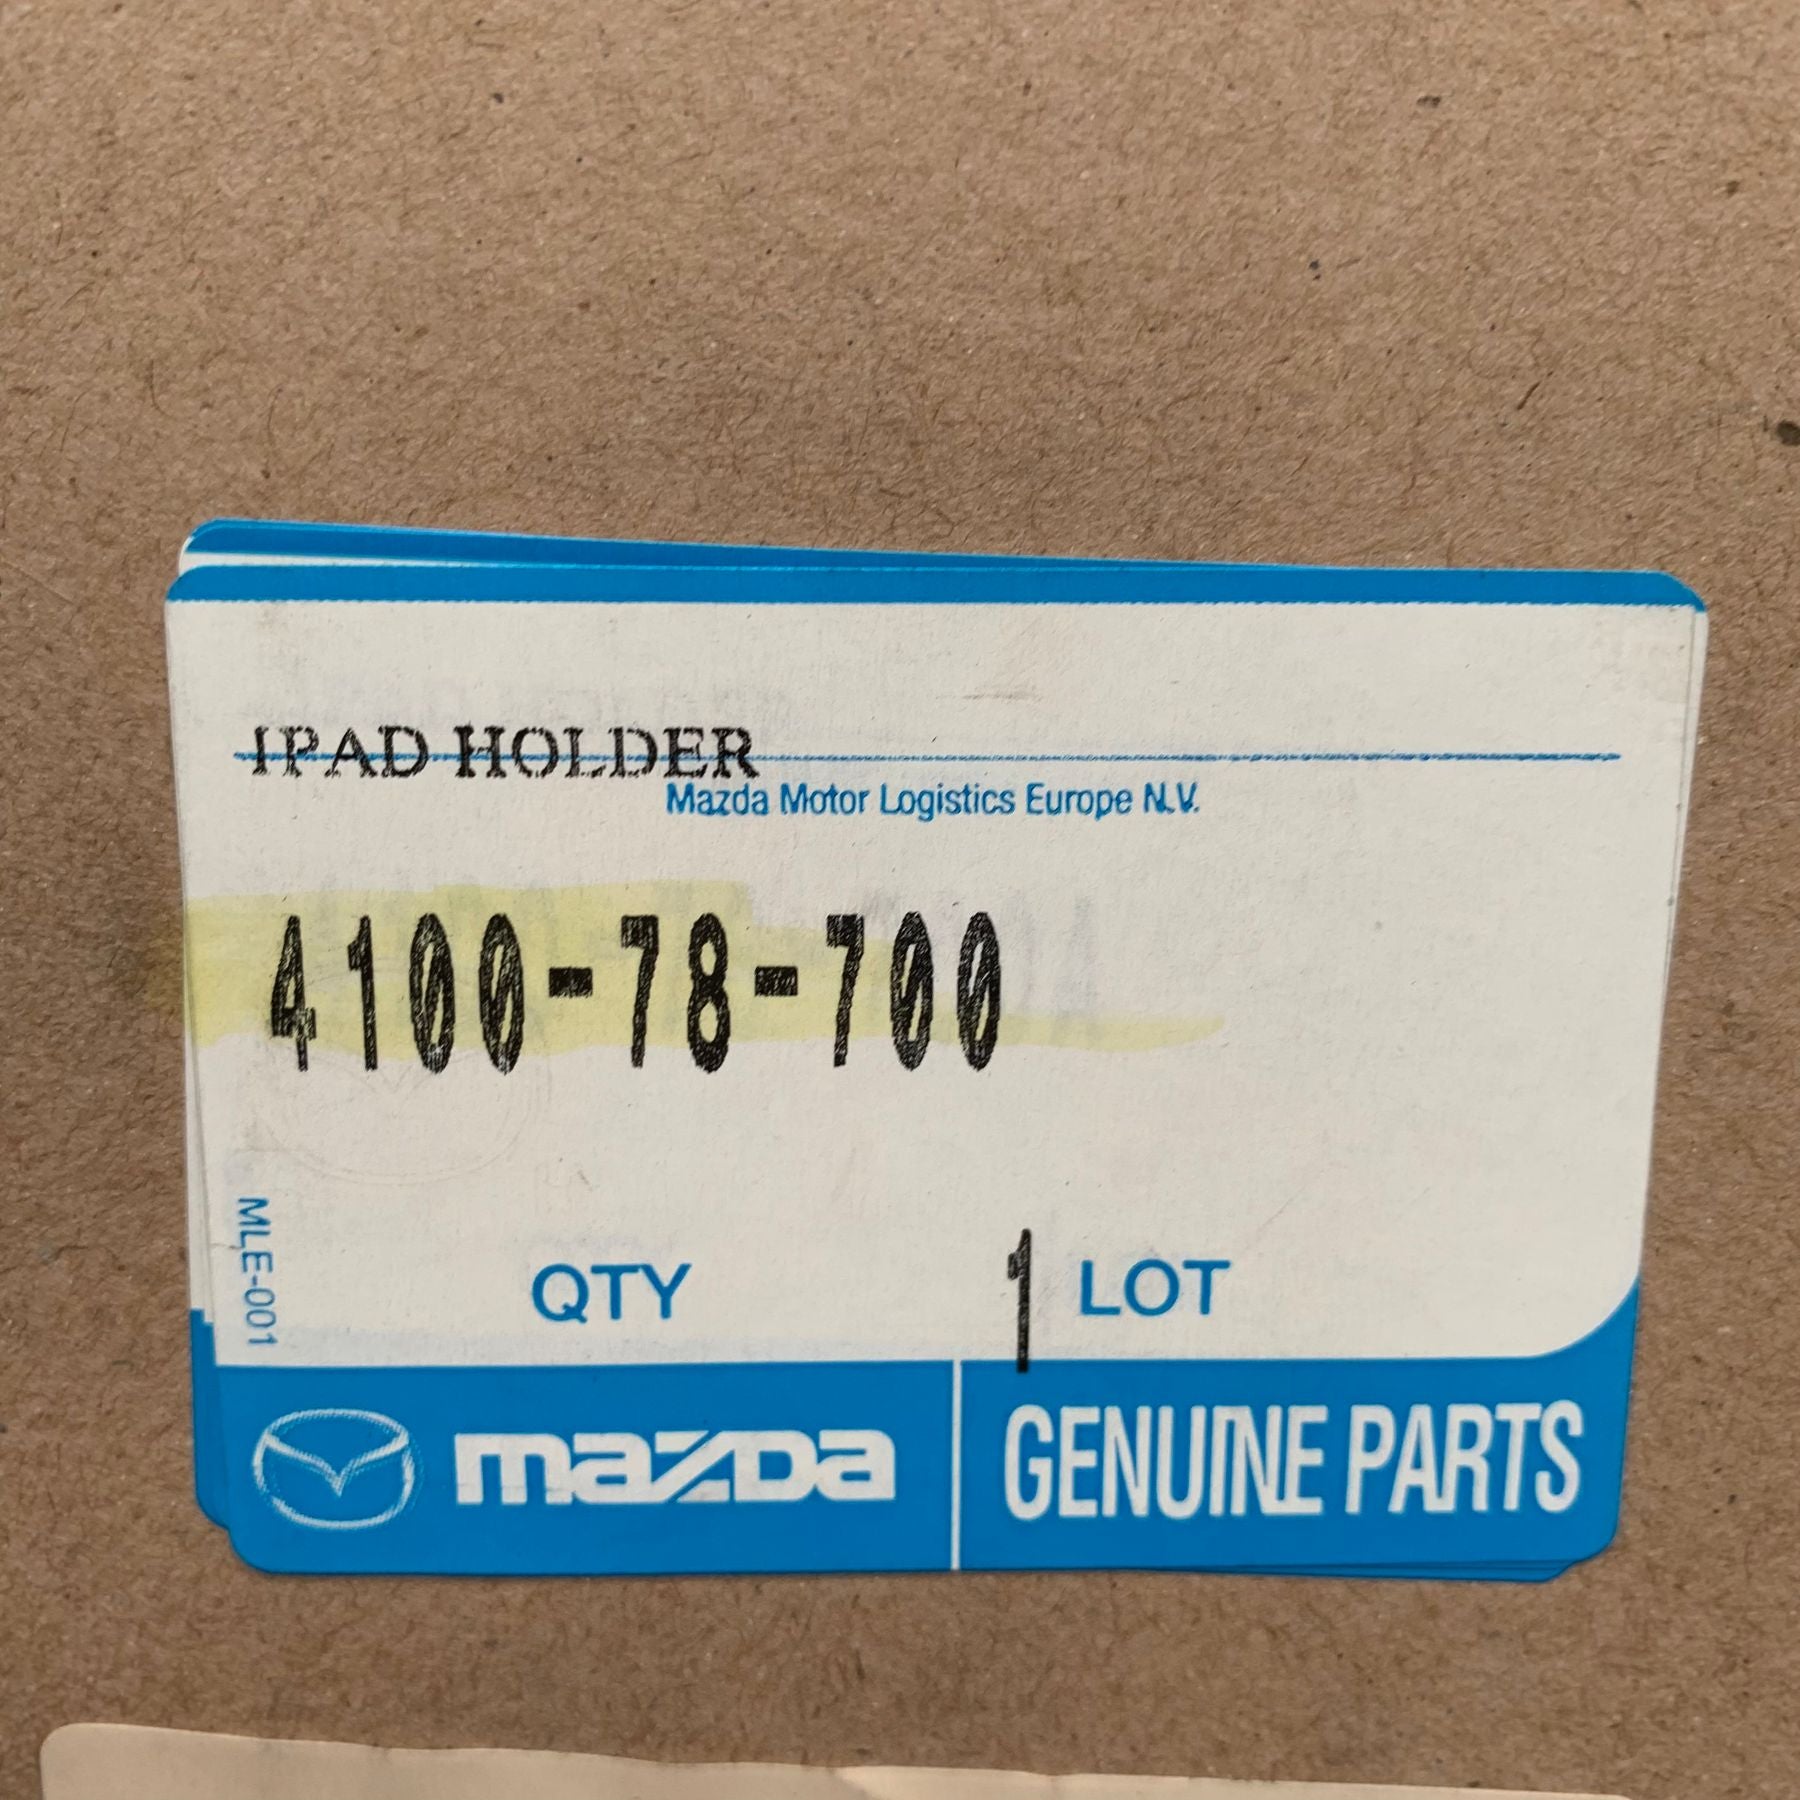 IPAD HOLDER
Mazda Motor Logistics Europe N.V.
4100-78-700
MLE-001
QTY 1 LOT
mazda GENUINE PARTS